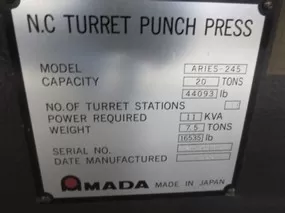 N.C TURRET PUNCH PRESS
MODEL ARIES-245
CAPACITY 20 TONS
44093 lb
NO.OF TURRET STATIONS
POWER REQUIRED 11 KVA
WEIGHT 7.5 TONS
16535 lb
SERIAL NO.
DATE MANUFACTURED
AMADA MADE IN JAPAN